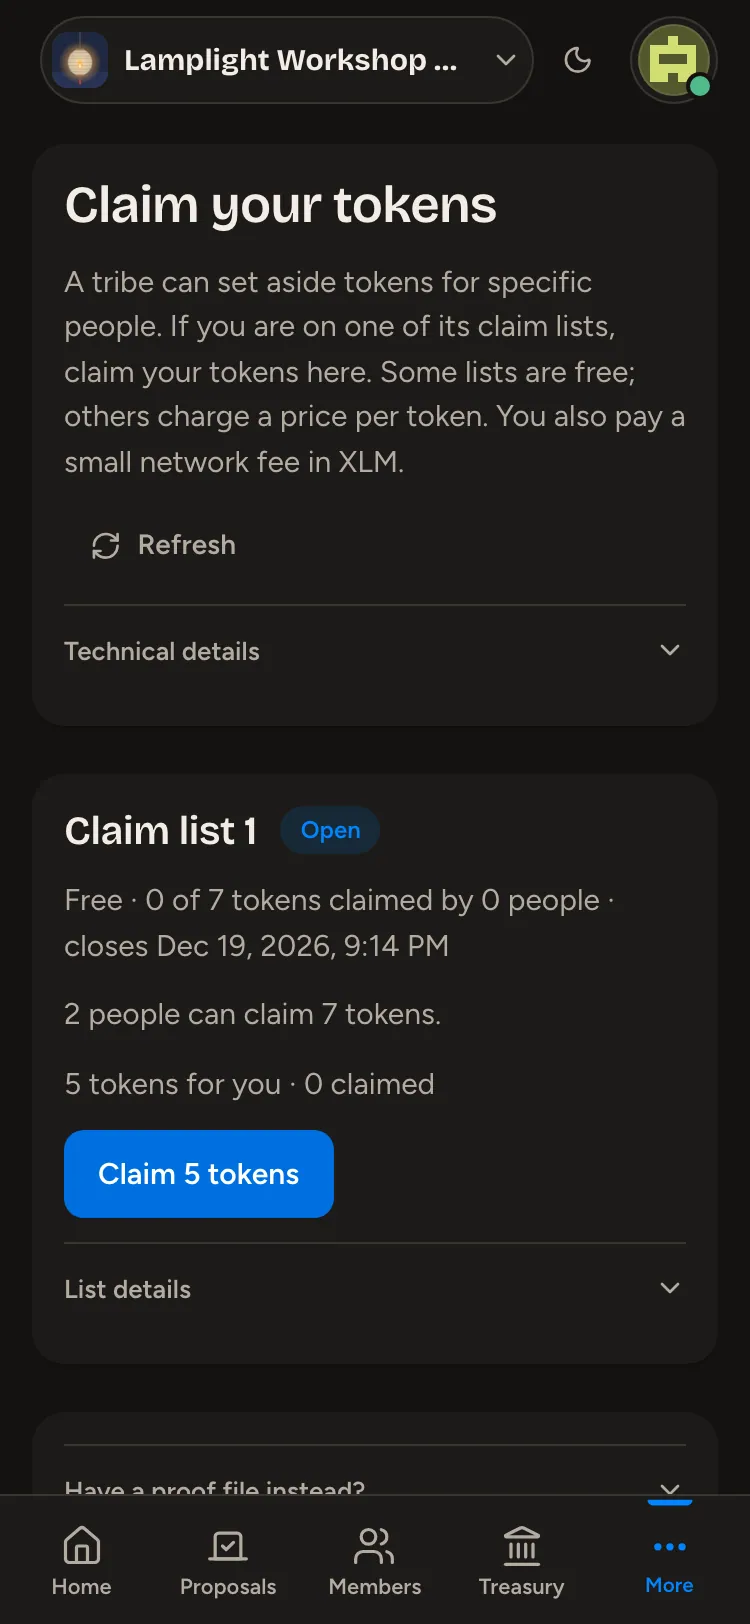 Lamplight Workshop ...
Claim your tokens
A tribe can set aside tokens for specific
people. If you are on one of its claim lists,
claim your tokens here. Some lists are free;
others charge a price per token. You also pay a
small network fee in XLM.
Refresh
Technical details
Claim list 1
Open
Free · 0 of 7 tokens claimed by 0 people ·
closes Dec 19, 2026, 9:14 PM
2 people can claim 7 tokens.
5 tokens for you · 0 claimed
Claim 5 tokens
List details
Have a proof file instead?
Home
Proposals
Members
Treasury
More